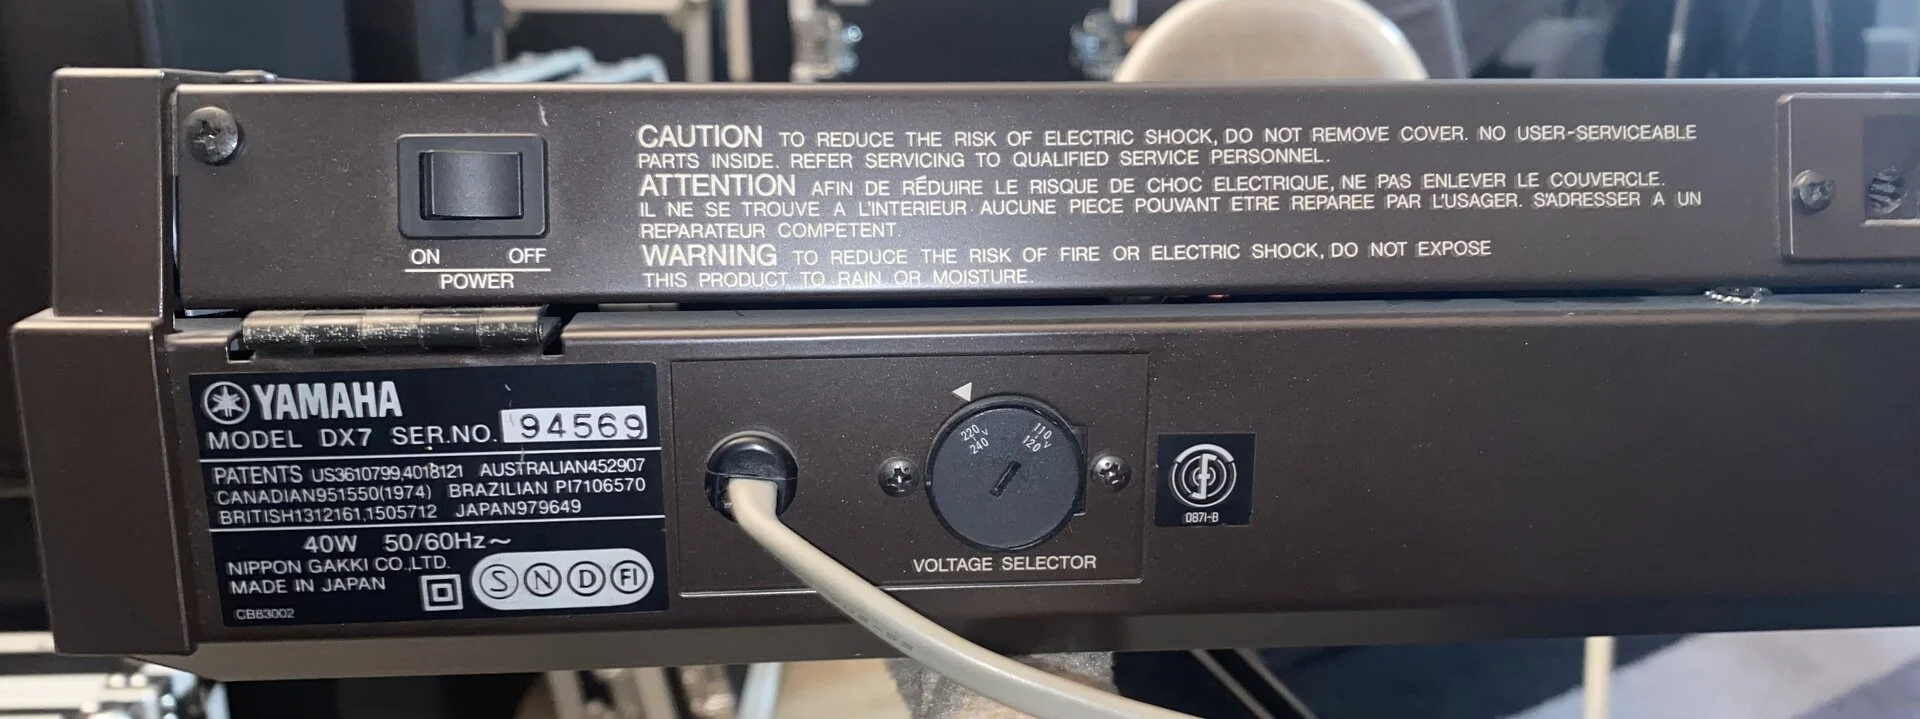 CAUTION TO REDUCE THE RISK OF ELECTRIC SHOCK, DO NOT REMOVE COVER. NO USER-SERVICEABLE
PARTS INSIDE. REFER SERVICING TO QUALIFIED SERVICE PERSONNEL.
ATTENTION AFIN DE RÉDUIRE LE RISQUE DE CHOC ELECTRIQUE, NE PAS ENLEVER LE COUVERCLE.
IL NE SE TROUVE A L'INTERIEUR AUCUNE PIECE POUVANT ETRE REPAREE PAR L'USAGER. S'ADRESSER A UN
REPARATEUR COMPETENT.
WARNING TO REDUCE THE RISK OF FIRE OR ELECTRIC SHOCK, DO NOT EXPOSE
THIS PRODUCT TO RAIN OR MOISTURE.
ON OFF
POWER
YAMAHA
MODEL DX7 SER.NO. 94569
PATENTS US3610799,4018121 AUSTRALIAN452907
CANADIAN951550(1974) BRAZILIAN PI7106570
BRITISH1312161,1505712 JAPAN979649
40W 50/60Hz~
NIPPON GAKKI CO.,LTD.
MADE IN JAPAN
S N D FI
CB83002
220 V 240
110 V 120
VOLTAGE SELECTOR
0871-B